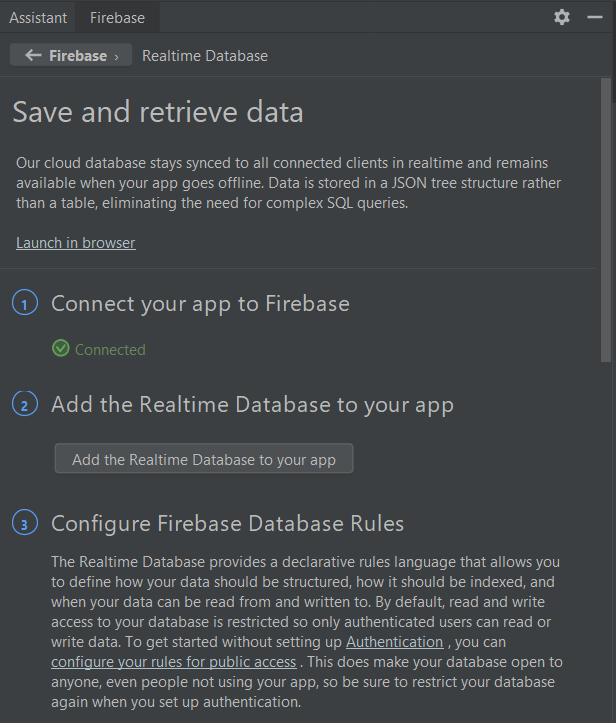 Assistant Firebase
← Firebase › Realtime Database
Save and retrieve data
Our cloud database stays synced to all connected clients in realtime and remains
available when your app goes offline. Data is stored in a JSON tree structure rather
than a table, eliminating the need for complex SQL queries.
Launch in browser
1 Connect your app to Firebase
Connected
2 Add the Realtime Database to your app
Add the Realtime Database to your app
3 Configure Firebase Database Rules
The Realtime Database provides a declarative rules language that allows you
to define how your data should be structured, how it should be indexed, and
when your data can be read from and written to. By default, read and write
access to your database is restricted so only authenticated users can read or
write data. To get started without setting up Authentication , you can
configure your rules for public access . This does make your database open to
anyone, even people not using your app, so be sure to restrict your database
again when you set up authentication.